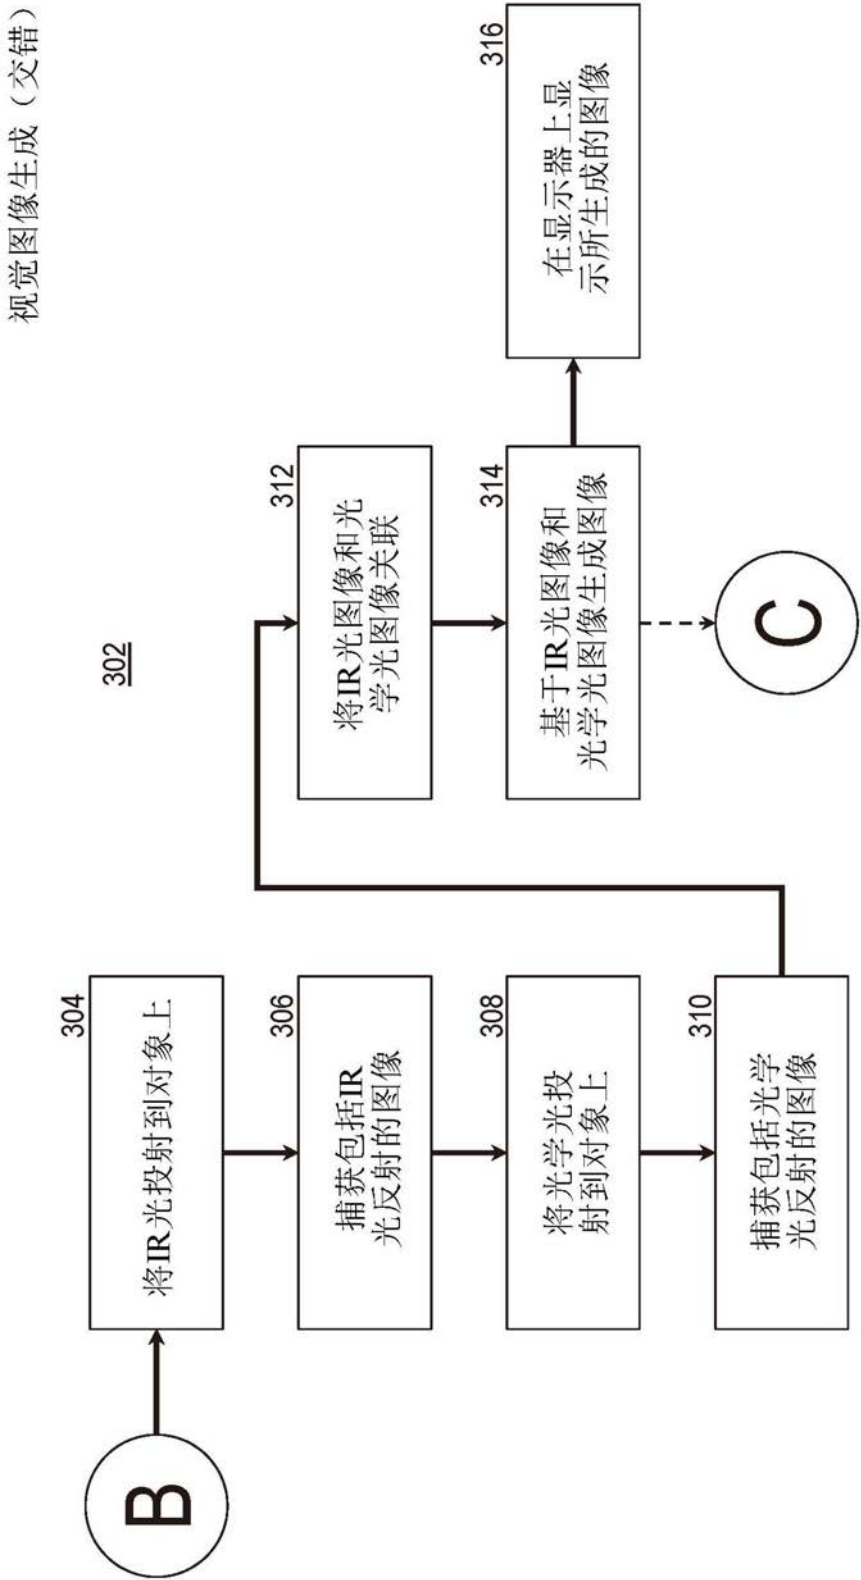 视觉图像生成（交错）
302
B
304
将IR光投射到对象上
306
捕获包括IR
光反射的图像
308
将光学光投
射到对象上
310
捕获包括光学
光反射的图像
312
将IR光图像和光
学光图像关联
314
基于IR光图像和
光学光图像生成图像
316
在显示器上显
示所生成的图像
C